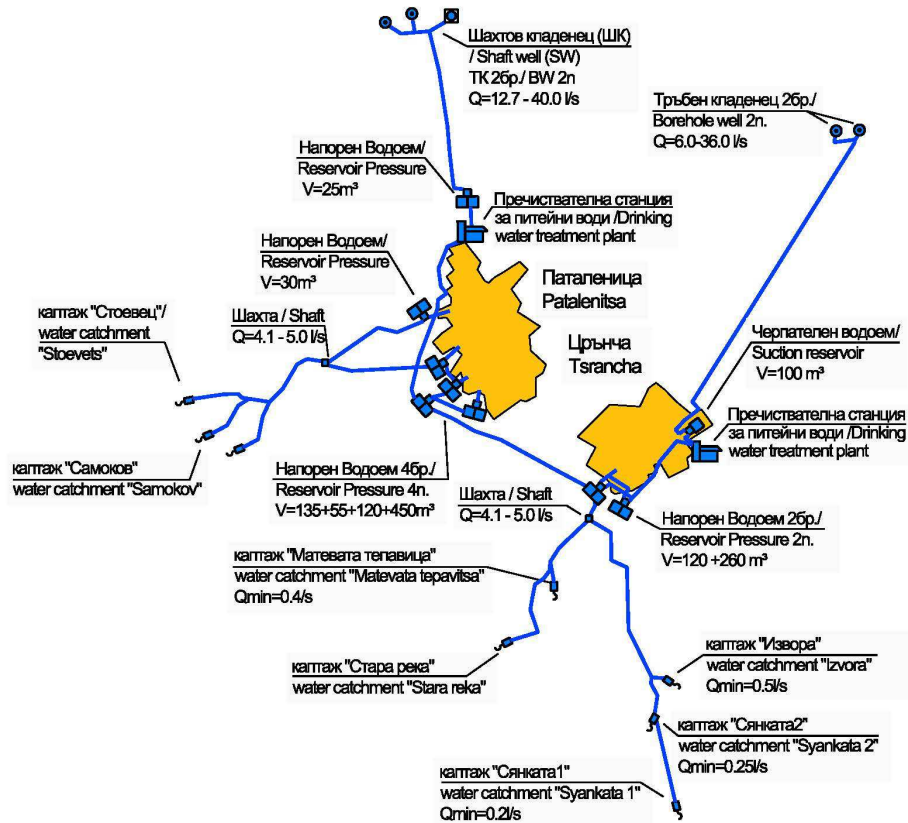 Шахтов кладенец (ШК)
/ Shaft well (SW)
ТК 2бр./ BW 2n
Q=12.7 - 40.0 l/s
Тръбен кладенец 2бр./
Borehole well 2n.
Q=6.0-36.0 l/s
Напорен Водоем/
Reservoir Pressure
V=25m³
Пречиствателна станция
за питейни води /Drinking
water treatment plant
Напорен Водоем/
Reservoir Pressure
V=30m³
Паталеница
Patalenitsa
каптаж "Стоевец"/
water catchment
"Stoevets"
Шахта / Shaft
Q=4.1 - 5.0 l/s
Црънча
Tsrancha
Черпателен водоем/
Suction reservoir
V=100 m³
Пречиствателна станция
за питейни води /Drinking
water treatment plant
каптаж "Самоков"
water catchment "Samokov"
Напорен Водоем 4бр./
Reservoir Pressure 4n.
V=135+55+120+450m³
Шахта / Shaft
Q=4.1 - 5.0 l/s
Напорен Водоем 2бр./
Reservoir Pressure 2n.
V=120 +260 m³
каптаж "Матевата тепавица"
water catchment "Matevata tepavitsa"
Qmin=0.4l/s
каптаж "Стара река"
water catchment "Stara reka"
каптаж "Извора"
water catchment "Izvora"
Qmin=0.5l/s
каптаж "Сянката2"
water catchment "Syankata 2"
Qmin=0.25l/s
каптаж "Сянката1"
water catchment "Syankata 1"
Qmin=0.2l/s